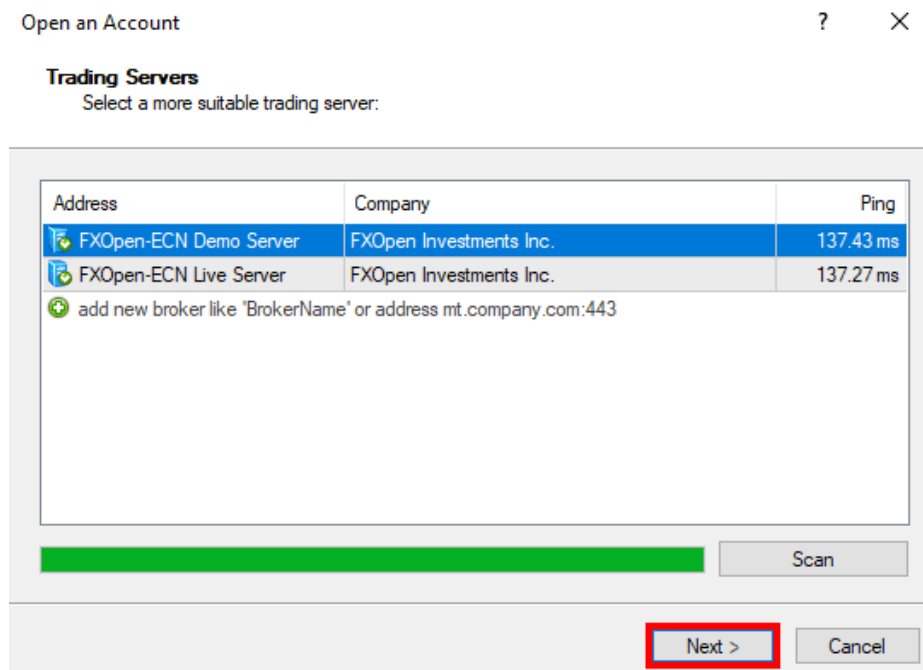 Open an Account ?
Trading Servers
Select a more suitable trading server:
Address Company Ping
FXOpen-ECN Demo Server FXOpen Investments Inc. 137.43 ms
FXOpen-ECN Live Server FXOpen Investments Inc. 137.27 ms
add new broker like 'BrokerName' or address mt.company.com:443
Scan
Next > Cancel